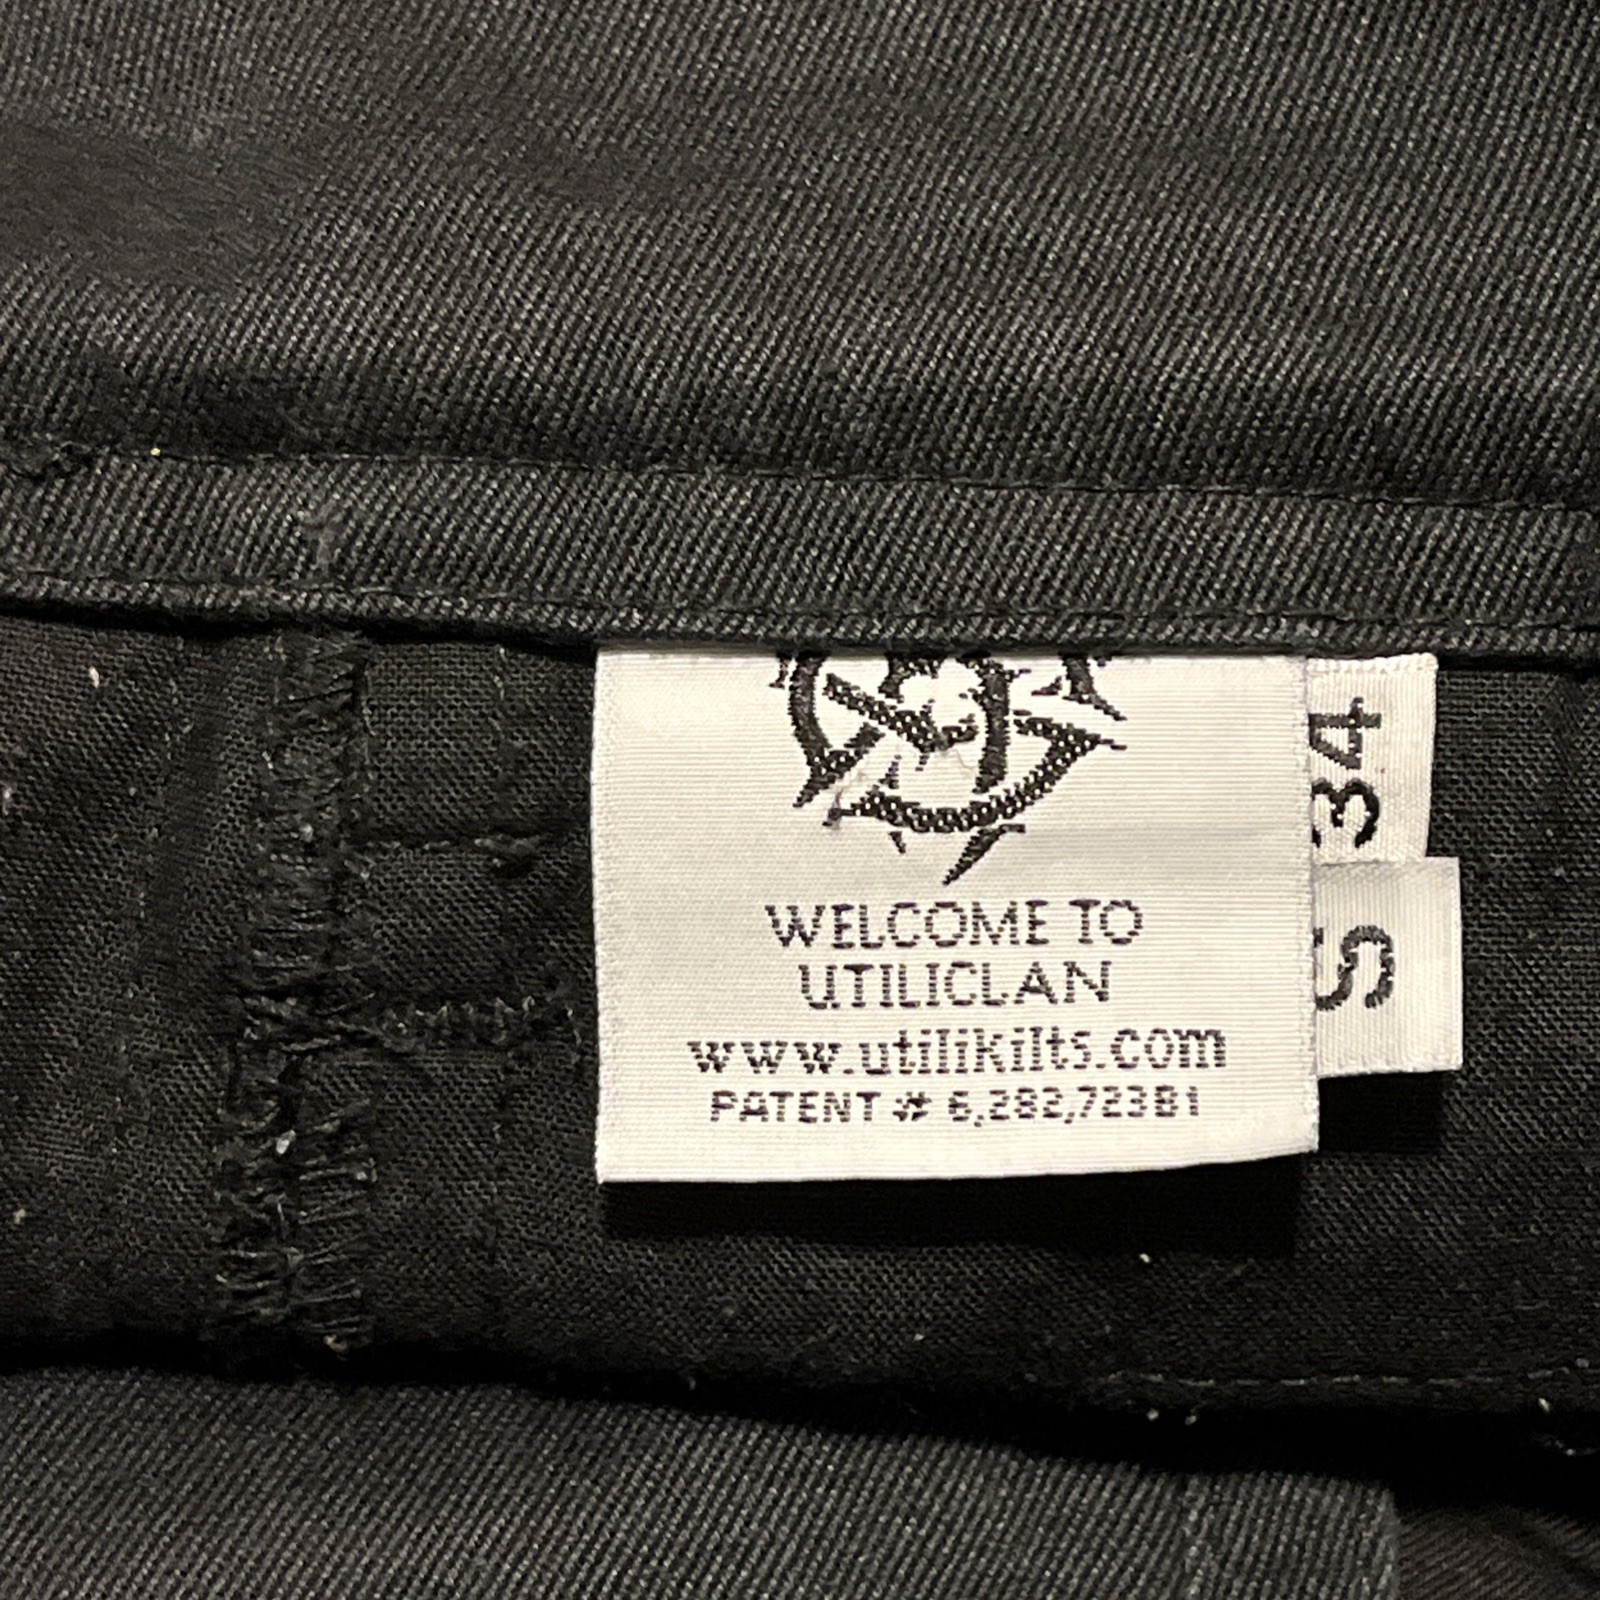 WELCOME TO
UTILICLAN
www.utilikilts.com
PATENT # 6,282,723B1
34
S